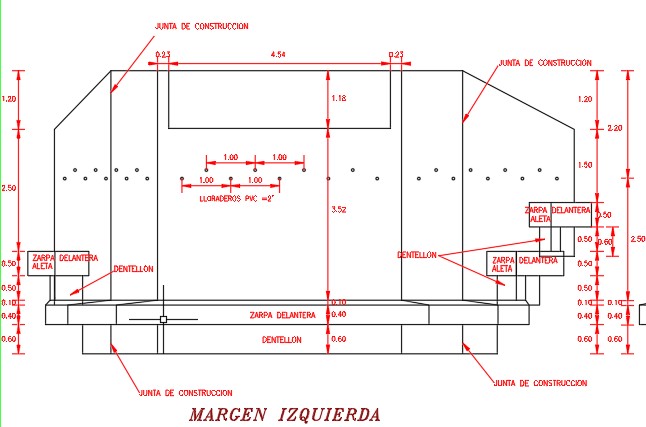 JUNTA DE CONSTRUCCION
0.23 4.54 0.23
JUNTA DE CONSTRUCCION
1.20 1.18 1.20 2.20
1.00 1.00
1.00 1.00
LLORADEROS PVC =2"
2.50 3.52 1.50 2.50
ZARPA DELANTERA
ALETA
0.50
0.50 0.60
ZARPA DELANTERA
ALETA
0.50
DENTELLON
DENTELLON
ZARPA DELANTERA
ALETA
0.50
0.50 0.50
0.10 0.10 0.10 0.10
0.40 ZARPA DELANTERA 0.40 0.40 0.40
0.60 DENTELLON 0.60 0.60 0.60
JUNTA DE CONSTRUCCION
JUNTA DE CONSTRUCCION
MARGEN IZQUIERDA